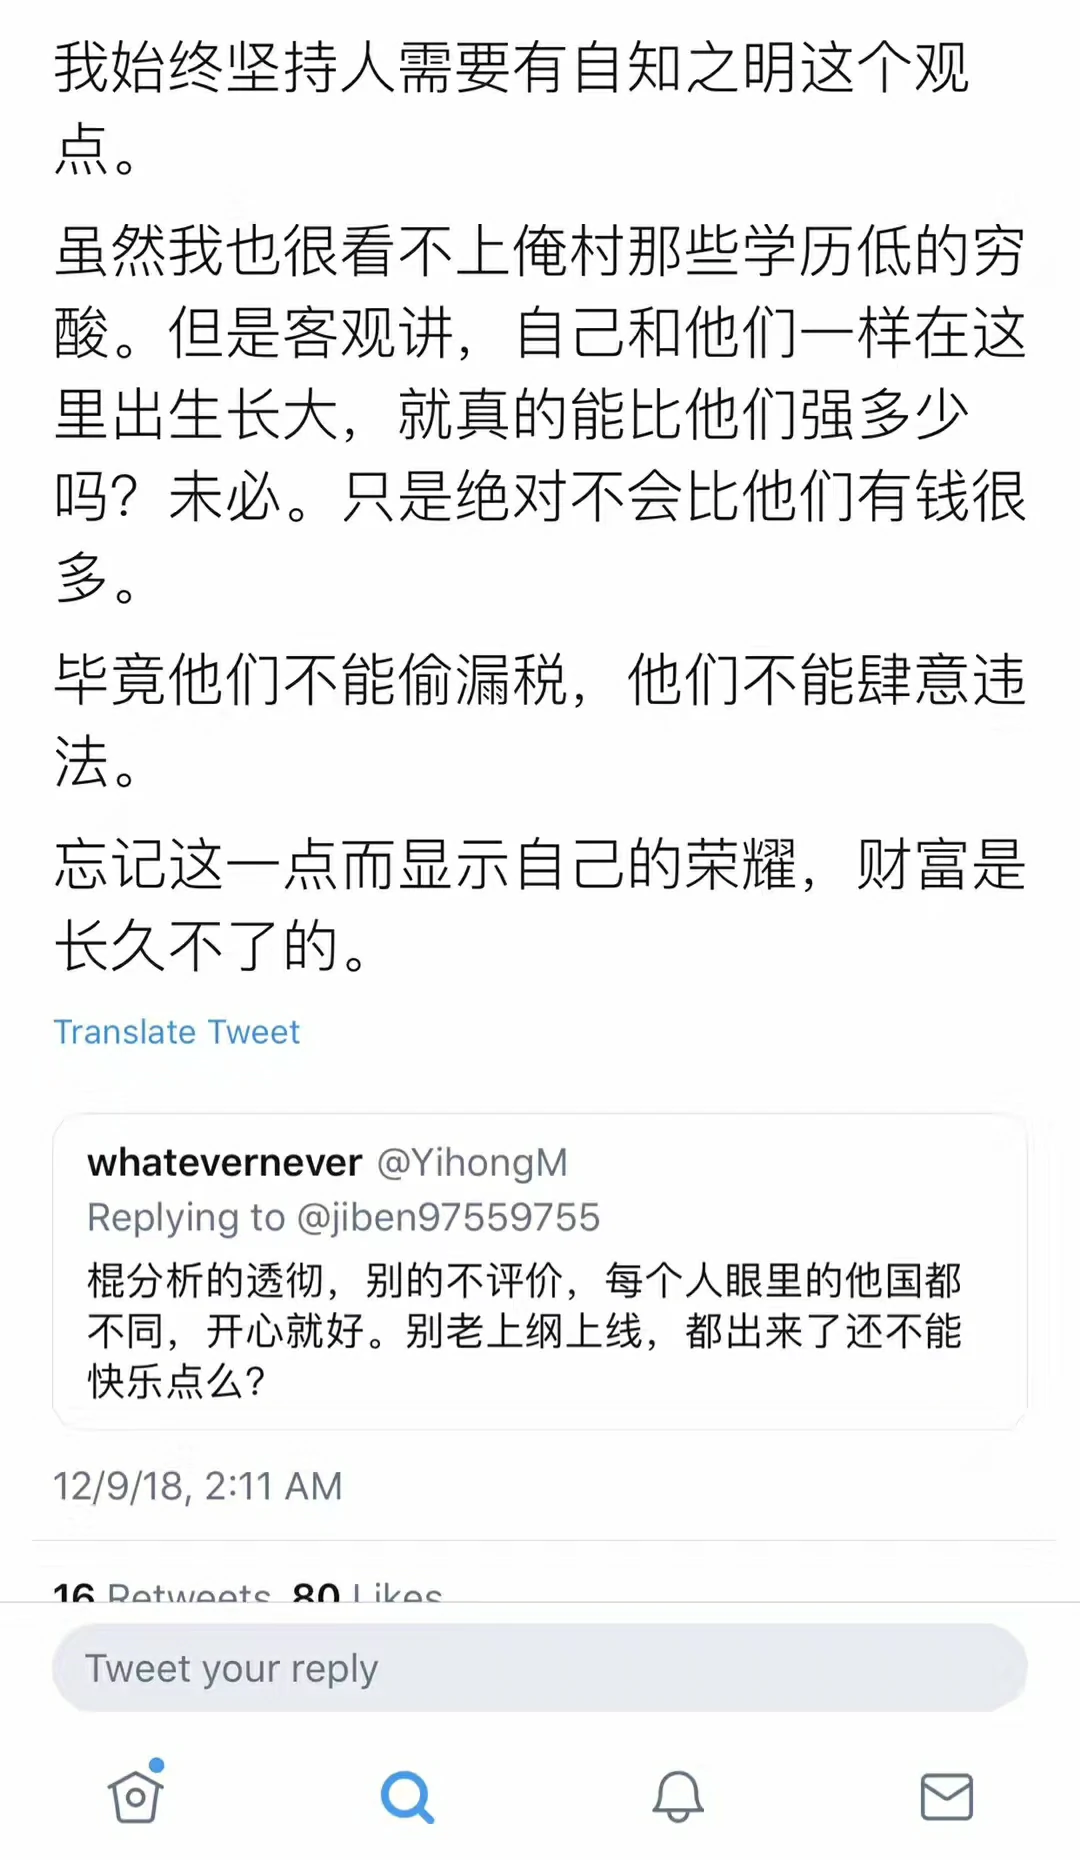 我始终坚持人需要有自知之明这个观
点。
虽然我也很看不上俺村那些学历低的穷
酸。但是客观讲，自己和他们一样在这
里出生长大，就真的能比他们强多少
吗？未必。只是绝对不会比他们有钱很
多。
毕竟他们不能偷漏税，他们不能肆意违
法。
忘记这一点而显示自己的荣耀，财富是
长久不了的。
Translate Tweet
whatevernever @YihongM
Replying to @jiben97559755
棍分析的透彻，别的不评价，每个人眼里的他国都
不同，开心就好。别老上纲上线，都出来了还不能
快乐点么？
12/9/18, 2:11 AM
16 Retweets 80 Likes
Tweet your reply